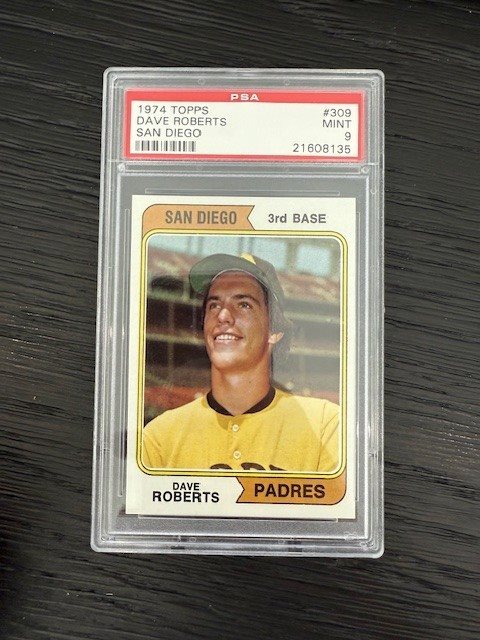 PSA
1974 TOPPS #309
DAVE ROBERTS MINT
SAN DIEGO 9
21608135
SAN DIEGO 3rd BASE
DAVE
ROBERTS
PADRES